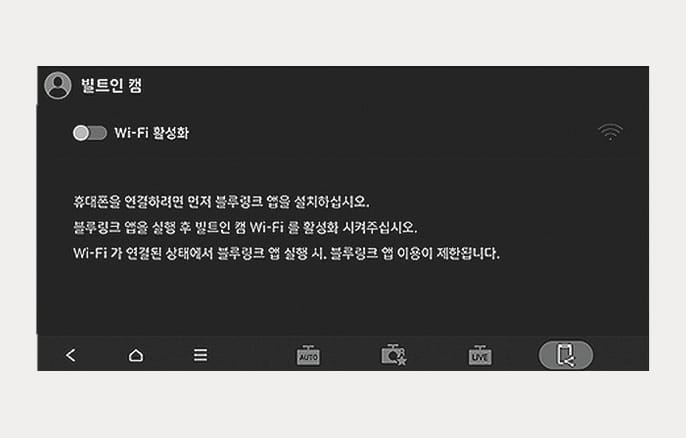 빌트인 캠
Wi-Fi 활성화
휴대폰을 연결하려면 먼저 블루링크 앱을 설치하십시오.
블루링크 앱을 실행 후 빌트인 캠 Wi-Fi 를 활성화 시켜주십시오.
Wi-Fi 가 연결된 상태에서 블루링크 앱 실행 시. 블루링크 앱 이용이 제한됩니다.
AUTO
LIVE